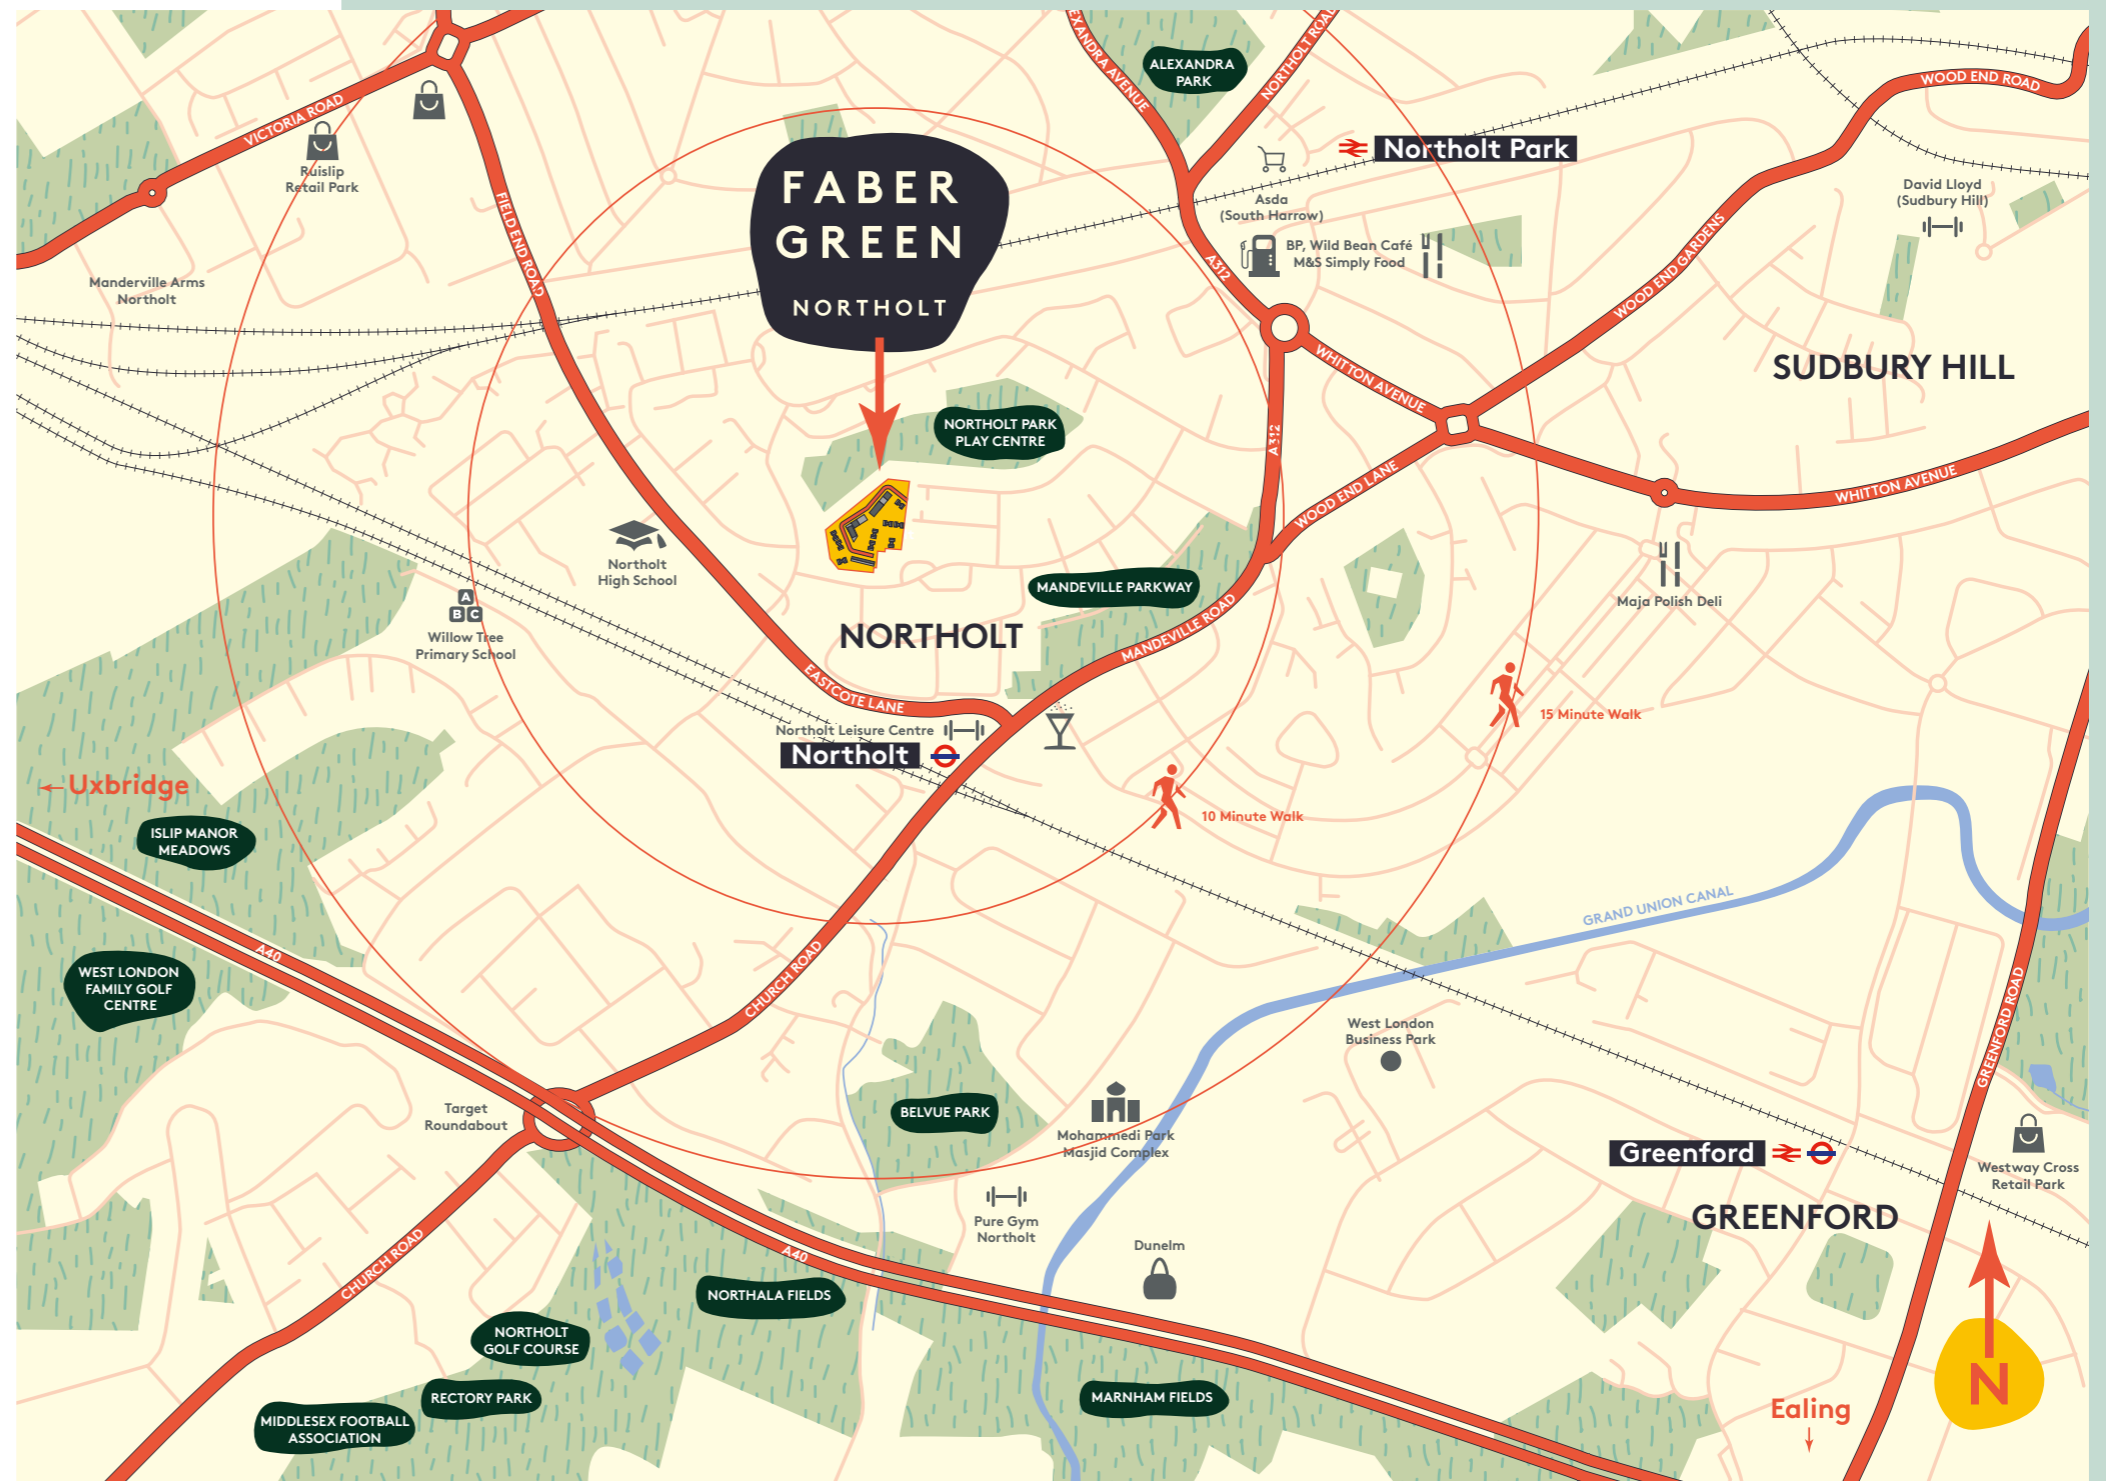 ALEXANDRA AVENUE
NORTHOLT ROAD
ALEXANDRA
PARK
WOOD END ROAD
VICTORIA ROAD
Ruislip
Retail Park
Northolt Park
FABER
GREEN
NORTHOLT
Asda
(South Harrow)
David Lloyd
(Sudbury Hill)
FIELD END ROAD
BP, Wild Bean Café
M&S Simply Food
A312
WOOD END GARDENS
Manderville Arms
Northolt
WHITTON AVENUE
SUDBURY HILL
NORTHOLT PARK
PLAY CENTRE
A312
WOOD END LANE
WHITTON AVENUE
Northolt
High School
MANDEVILLE PARKWAY
Maja Polish Deli
A
B C
Willow Tree
Primary School
NORTHOLT
MANDEVILLE ROAD
EASTCOTE LANE
15 Minute Walk
Northolt Leisure Centre
Northolt
Uxbridge
10 Minute Walk
ISLIP MANOR
MEADOWS
GRAND UNION CANAL
A40
CHURCH ROAD
WEST LONDON
FAMILY GOLF
CENTRE
GREENFORD ROAD
West London
Business Park
Target
Roundabout
BELVUE PARK
Mohammedi Park
Masjid Complex
Greenford
Westway Cross
Retail Park
Pure Gym
Northolt
GREENFORD
CHURCH ROAD
A40
Dunelm
NORTHALA FIELDS
NORTHOLT
GOLF COURSE
RECTORY PARK
MARNHAM FIELDS
N
Ealing
MIDDLESEX FOOTBALL
ASSOCIATION